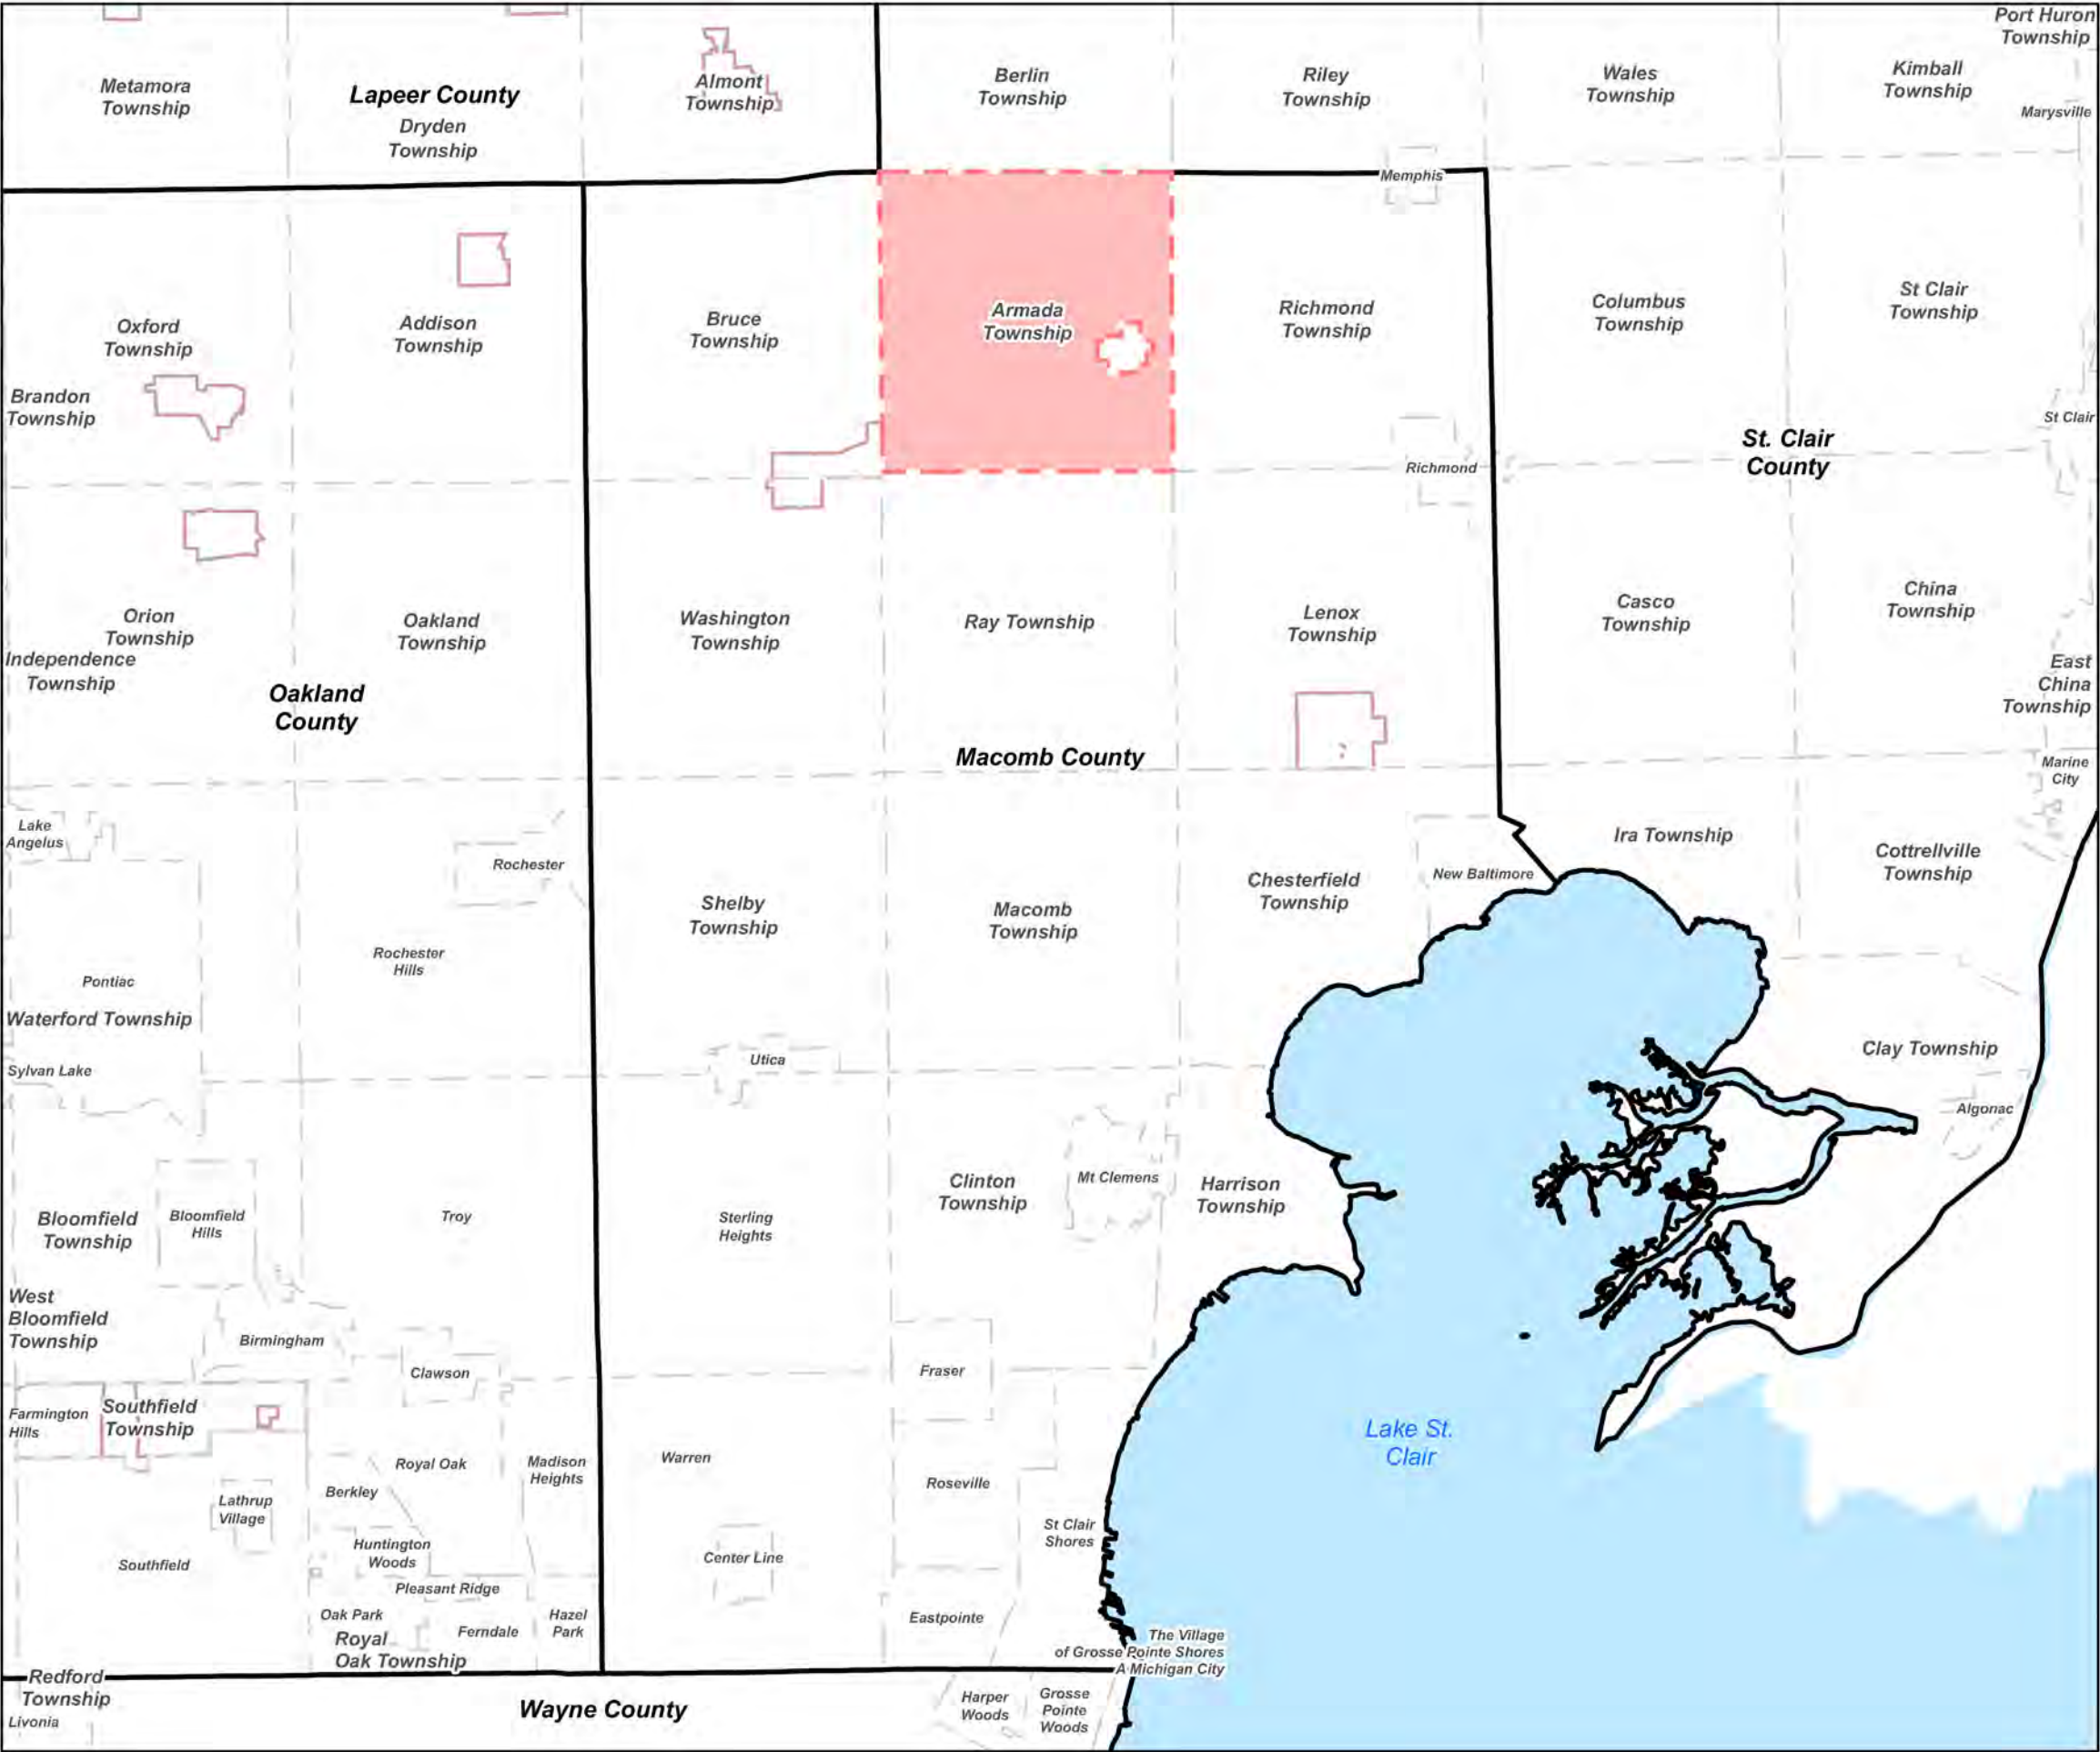 Port Huron
Township
Metamora
Township
Lapeer County
Dryden
Township
Almont
Township
Berlin
Township
Riley
Township
Wales
Township
Kimball
Township
Marysville
Memphis
Oxford
Township
Addison
Township
Bruce
Township
Armada
Township
Richmond
Township
Columbus
Township
St Clair
Township
Brandon
Township
St Clair
St. Clair
County
Richmond
Orion
Township
Oakland
Township
Washington
Township
Ray Township
Lenox
Township
Casco
Township
China
Township
Independence
Township
East
China
Township
Oakland
County
Macomb County
Marine
City
Lake
Angelus
Rochester
Ira Township
Cottrellville
Township
New Baltimore
Chesterfield
Township
Shelby
Township
Macomb
Township
Rochester
Hills
Pontiac
Waterford Township
Sylvan Lake
Utica
Clay Township
Algonac
Bloomfield
Township
Bloomfield
Hills
Troy
Sterling
Heights
Clinton
Township
Mt Clemens
Harrison
Township
West
Bloomfield
Township
Birmingham
Clawson
Fraser
Farmington
Hills
Southfield
Township
Lake St.
Clair
Royal Oak
Madison
Heights
Warren
Berkley
Roseville
Lathrup
Village
St Clair
Shores
Huntington
Woods
Center Line
Southfield
Pleasant Ridge
Oak Park
Ferndale
Hazel
Park
Eastpointe
Royal
Oak Township
The Village
of Grosse Pointe Shores
A Michigan City
Redford
Township
Livonia
Wayne County
Harper
Woods
Grosse
Pointe
Woods